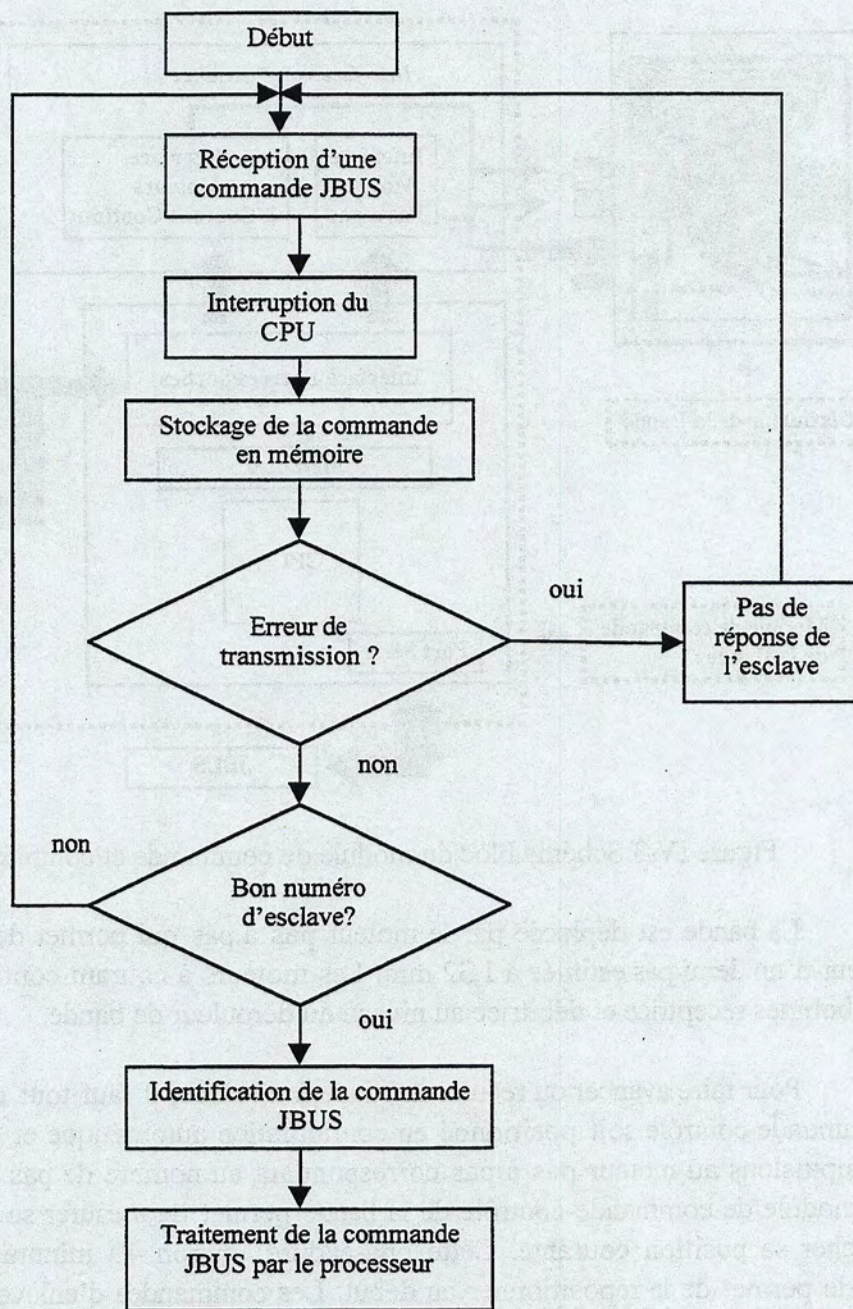 Début
Réception d'une
commande JBUS
Interruption du
CPU
Stockage de la commande
en mémoire
Erreur de
transmission ?
oui
Pas de
réponse de
l'esclave
non
non
Bon numéro
d'esclave?
oui
Identification de la commande
JBUS
Traitement de la commande
JBUS par le processeur